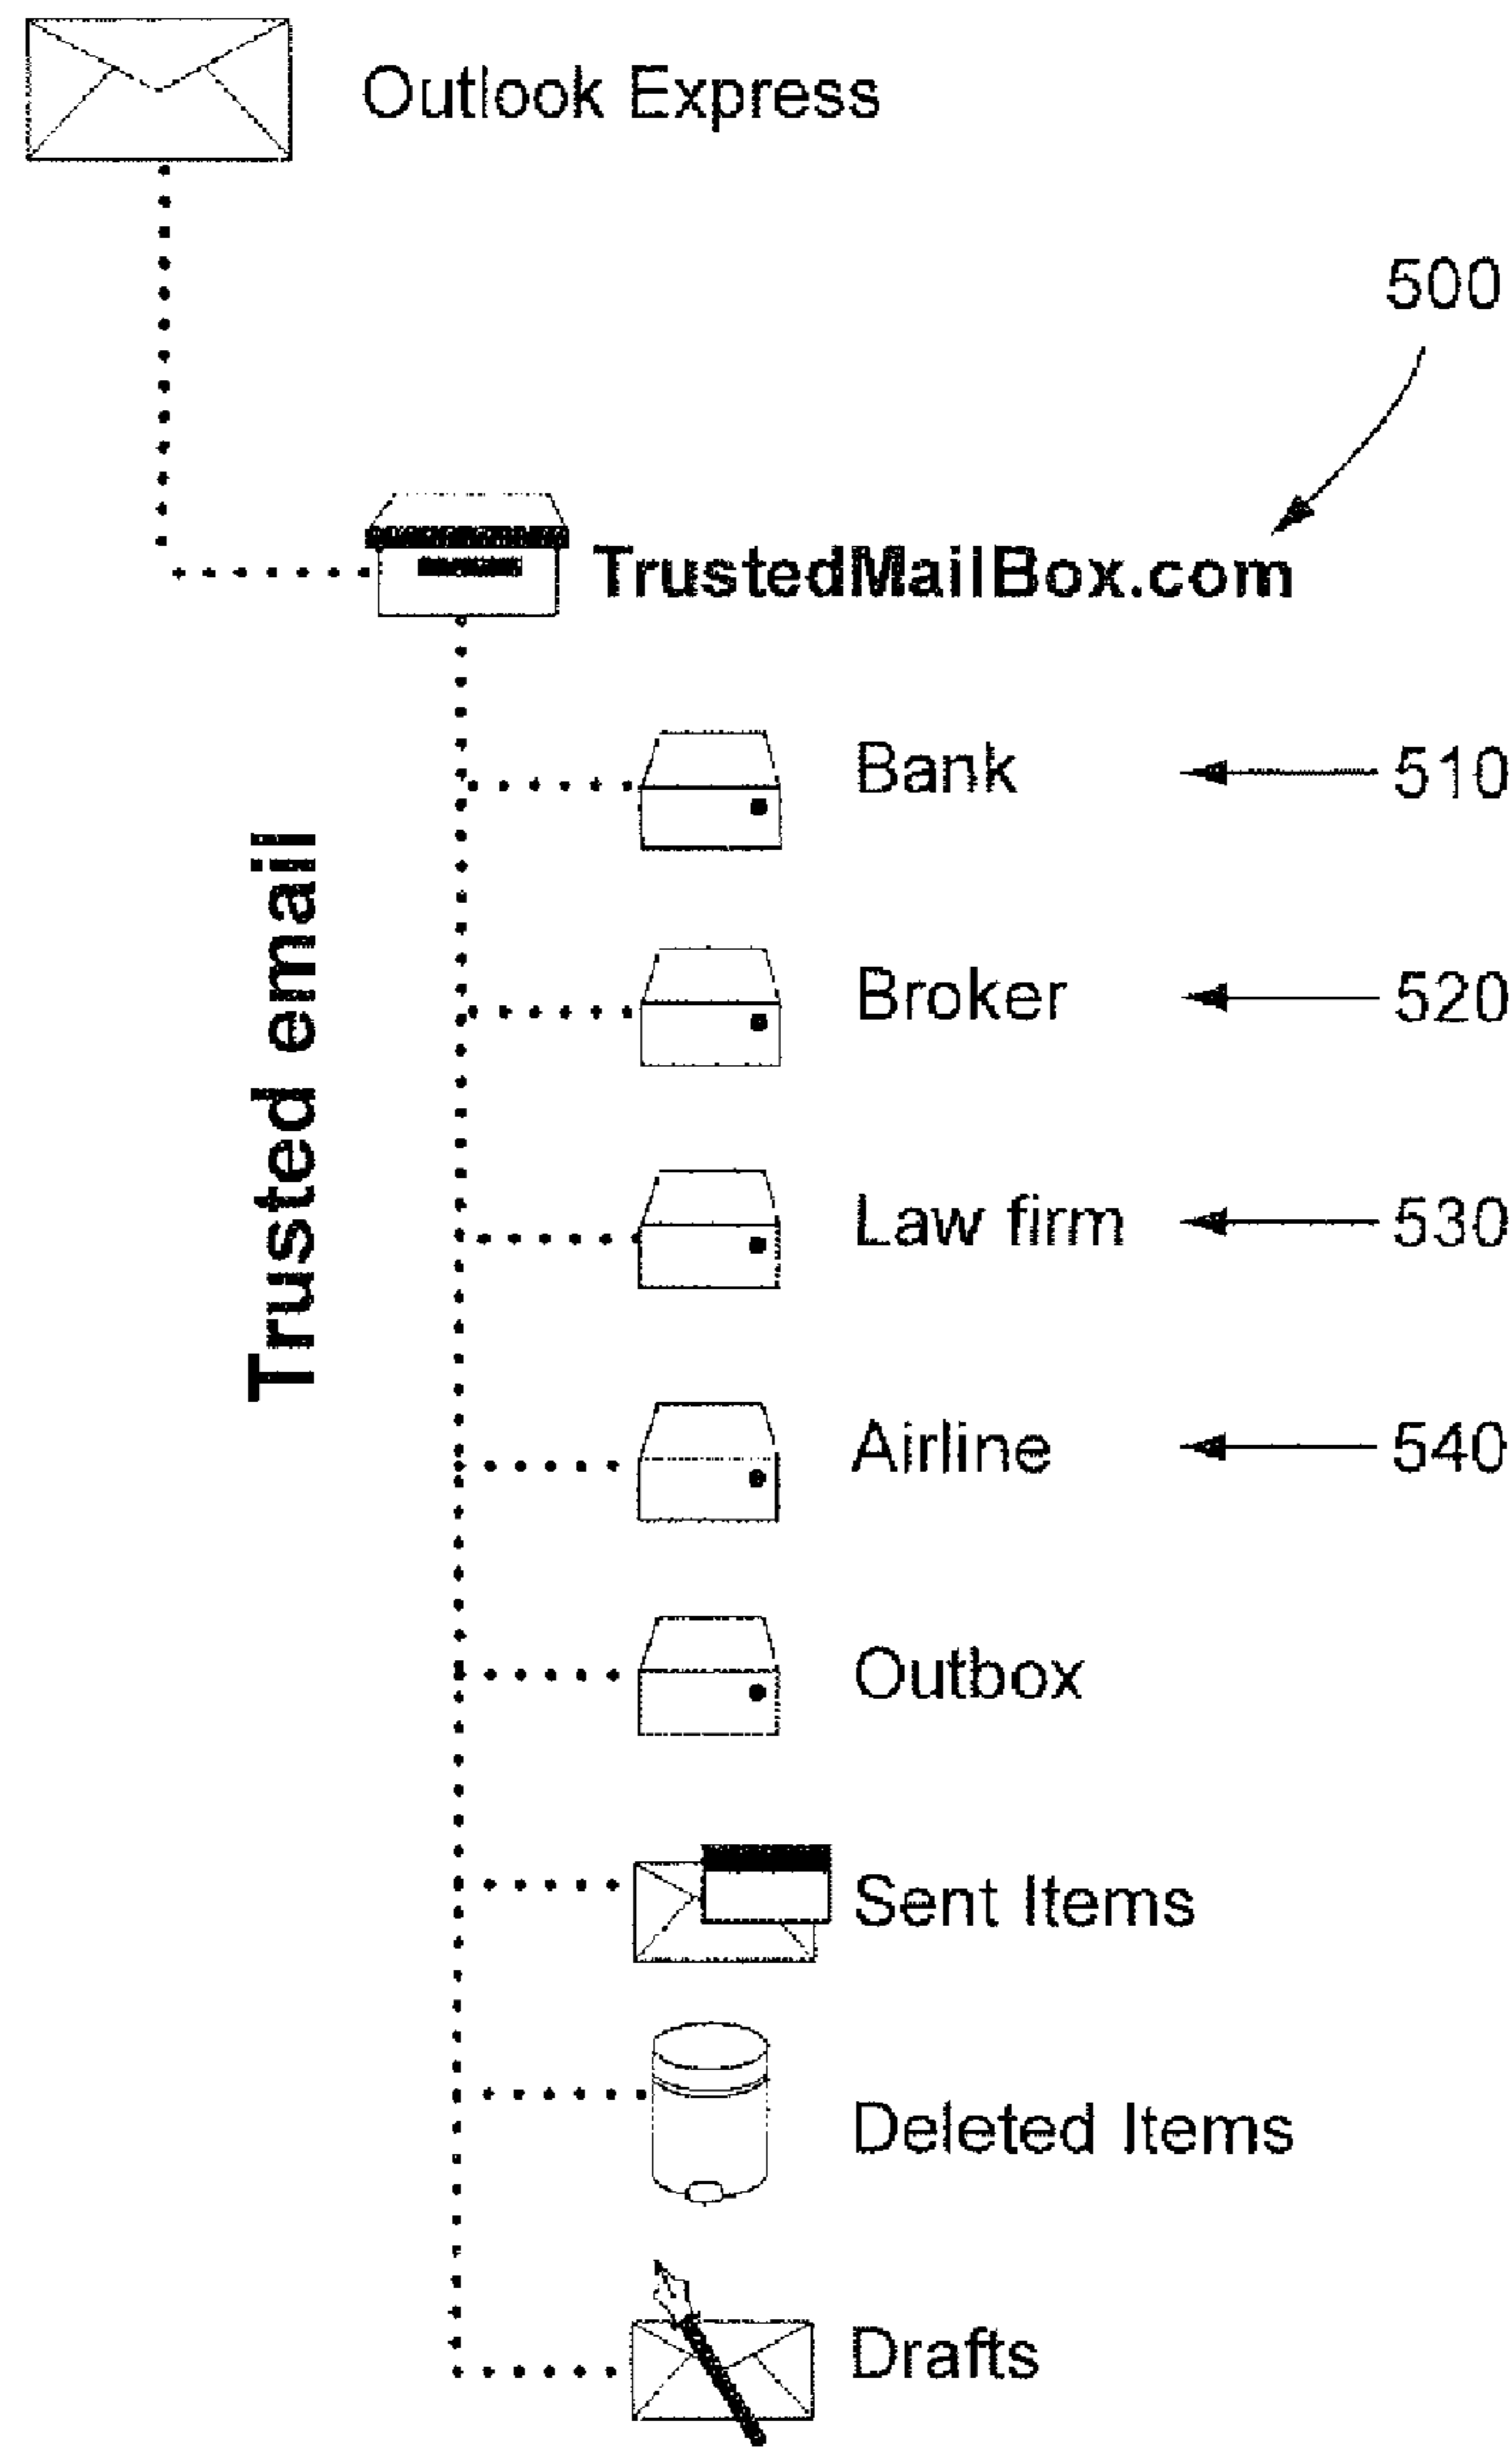 Outlook Express
500
TrustedMailBox.com
Bank 510
Broker 520
Trusted email
Law firm 530
Airline 540
Outbox
Sent Items
Deleted Items
Drafts